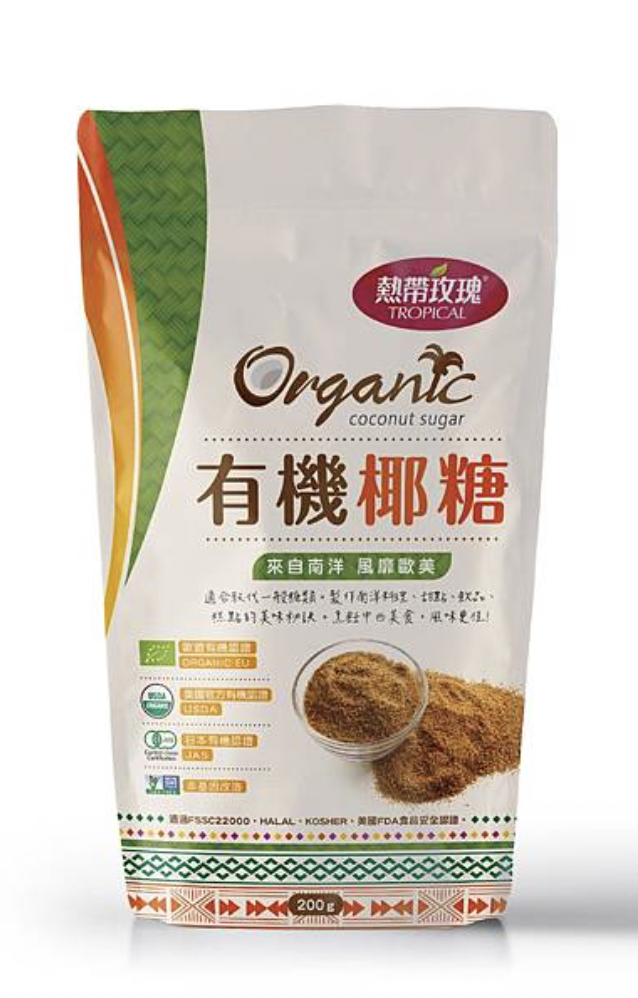 熱帶玫瑰®
TROPICAL
Organic
coconut sugar
有機椰糖
來自南洋 風靡歐美
適合取代一般糖類。製作南洋料理、甜點、飲品、
糕點的美味秘訣。烹飪中西美食，風味更佳!
歐盟有機認證
ORGANIC EU
USDA
ORGANIC
美國官方有機認證
USDA
JAS
日本有機認證
JAS
非基因改造
通過FSSC22000・HALAL・KOSHER・美國FDA食品安全認證。
200g